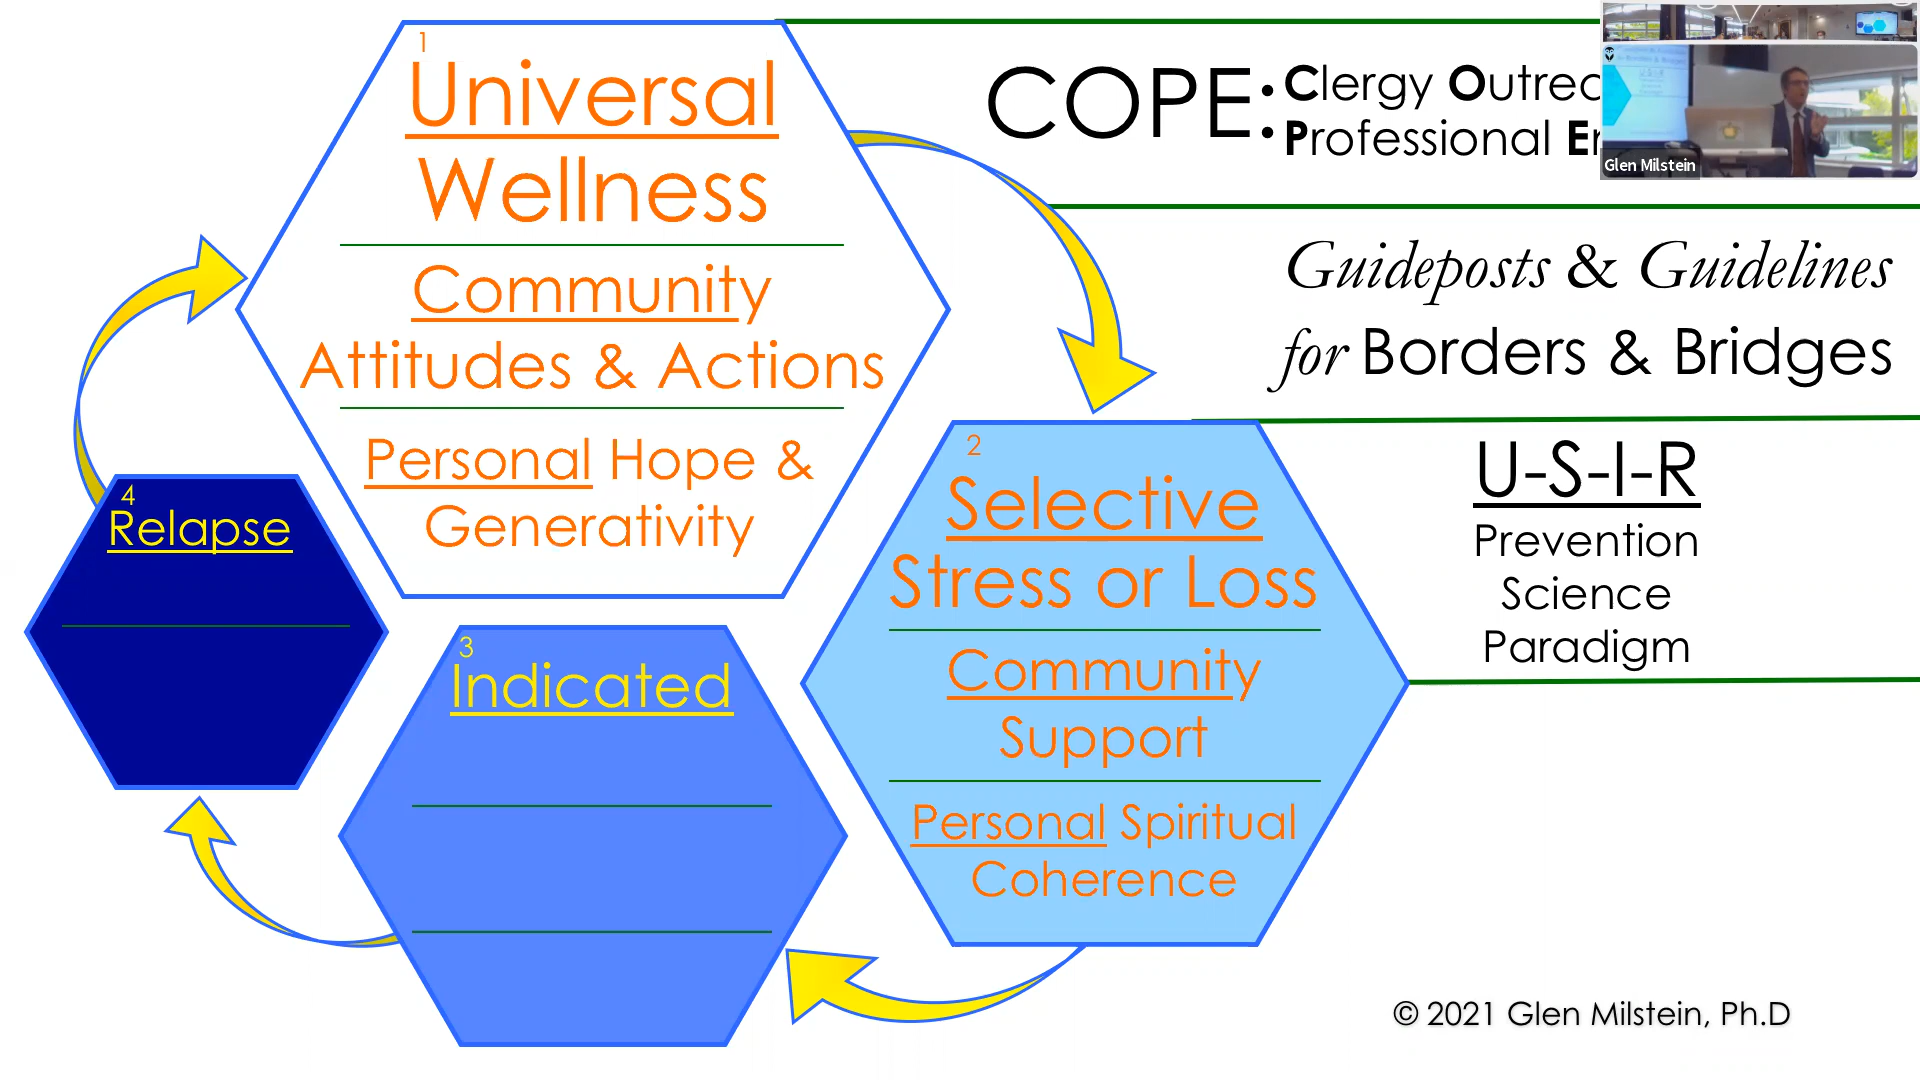 1
Universal
Wellness
Community
Attitudes & Actions
Personal Hope &
Generativity
COPE:
Clergy
Professional
Glen Milstein
Guideposts & Guidelines
for Borders & Bridges
U-S-I-R
Prevention
Science
Paradigm
2
Selective
Stress or Loss
Community
Support
Personal Spiritual
Coherence
3
Indicated
4
Relapse
© 2021 Glen Milstein, Ph.D